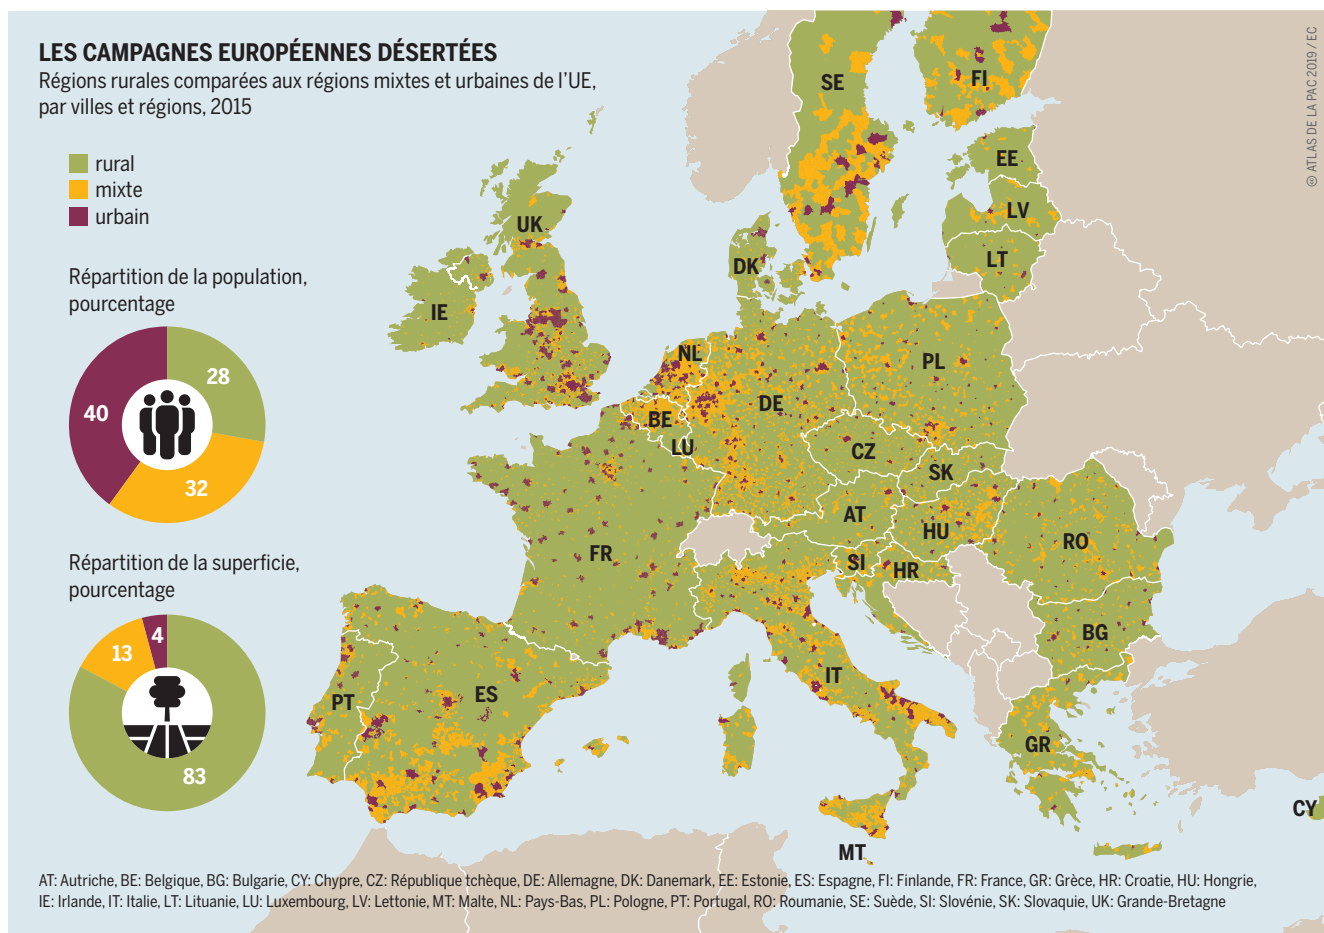 LES CAMPAGNES EUROPÉENNES DÉSERTÉES
Régions rurales comparées aux régions mixtes et urbaines de l'UE,
par villes et régions, 2015
rural
mixte
urbain
Répartition de la population,
pourcentage
28
40
32
Répartition de la superficie,
pourcentage
4
13
83
SE
FI
EE
LV
LT
UK
DK
IE
NL
PL
DE
BE
LU
CZ
SK
AT
HU
RO
FR
SI
HR
BG
IT
ES
PT
GR
CY
MT
© ATLAS DE LA PAC 2019 / EC
AT: Autriche, BE: Belgique, BG: Bulgarie, CY: Chypre, CZ: République tchèque, DE: Allemagne, DK: Danemark, EE: Estonie, ES: Espagne, FI: Finlande, FR: France, GR: Grèce, HR: Croatie, HU: Hongrie,
IE: Irlande, IT: Italie, LT: Lituanie, LU: Luxembourg, LV: Lettonie, MT: Malte, NL: Pays-Bas, PL: Pologne, PT: Portugal, RO: Roumanie, SE: Suède, SI: Slovénie, SK: Slovaquie, UK: Grande-Bretagne